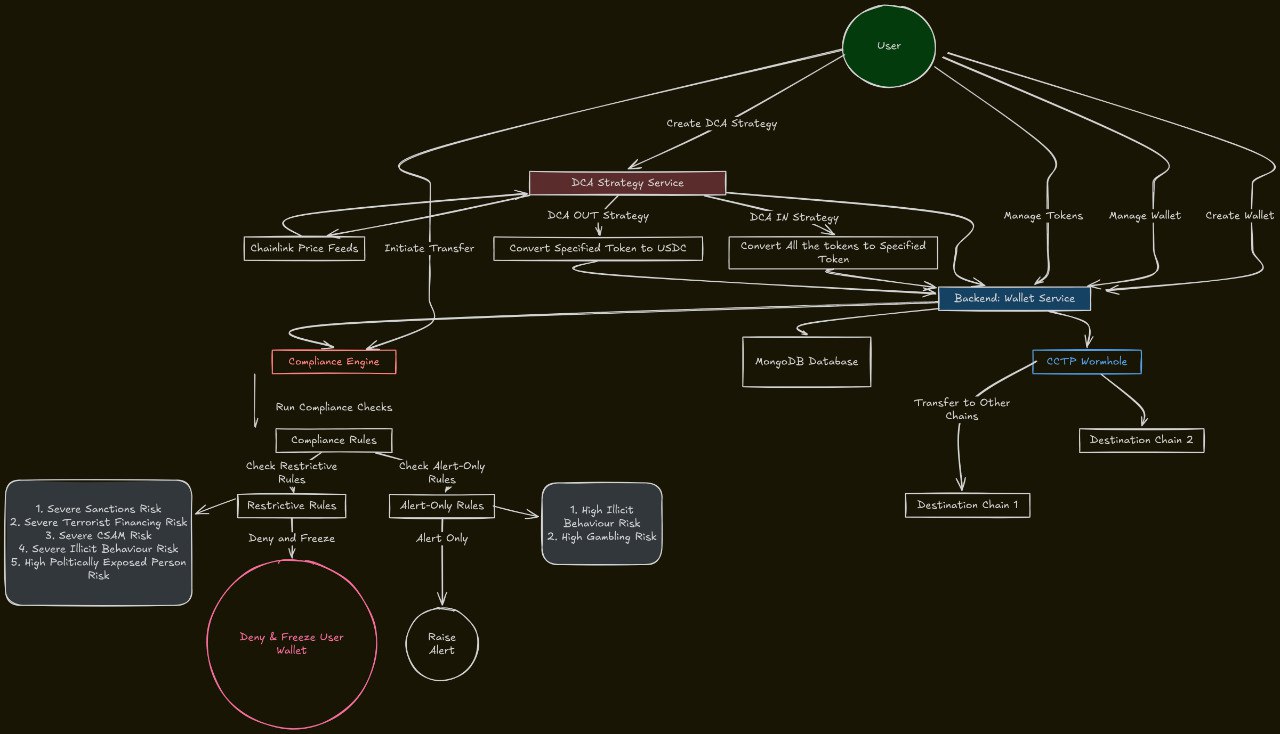 User
Create DCA Strategy
DCA Strategy Service
DCA OUT Strategy
DCA IN Strategy
Manage Tokens
Manage Wallet
Create Wallet
Chainlink Price Feeds
Initiate Transfer
Convert Specified Token to USDC
Convert All the tokens to Specified
Token
Backend: Wallet Service
Compliance Engine
MongoDB Database
CCTP Wormhole
Run Compliance Checks
Transfer to Other
Chains
Compliance Rules
Destination Chain 2
Check Restrictive
Rules
Check Alert-Only
Rules
Restrictive Rules
Alert-Only Rules
Destination Chain 1
1. Severe Sanctions Risk
2. Severe Terrorist Financing Risk
3. Severe CSAM Risk
4. Severe Illicit Behaviour Risk
5. High Politically Exposed Person
Risk
1. High Illicit
Behaviour Risk
2. High Gambling Risk
Deny and Freeze
Alert Only
Deny & Freeze User
Wallet
Raise
Alert